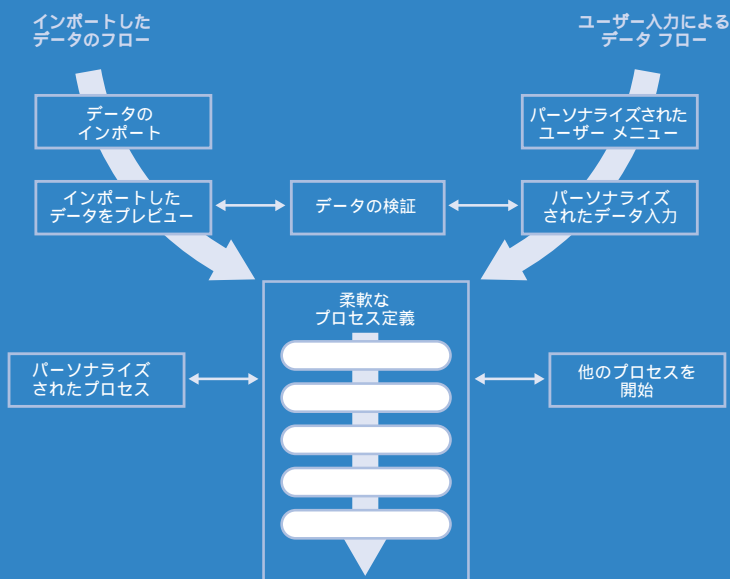 インポートした
データのフロー
ユーザー入力による
データ フロー
データの
インポート
パーソナライズされた
ユーザー メニュー
インポートした
データをプレビュー
データの検証
パーソナライズ
されたデータ入力
柔軟な
プロセス定義
パーソナライズ
されたプロセス
他のプロセスを
開始